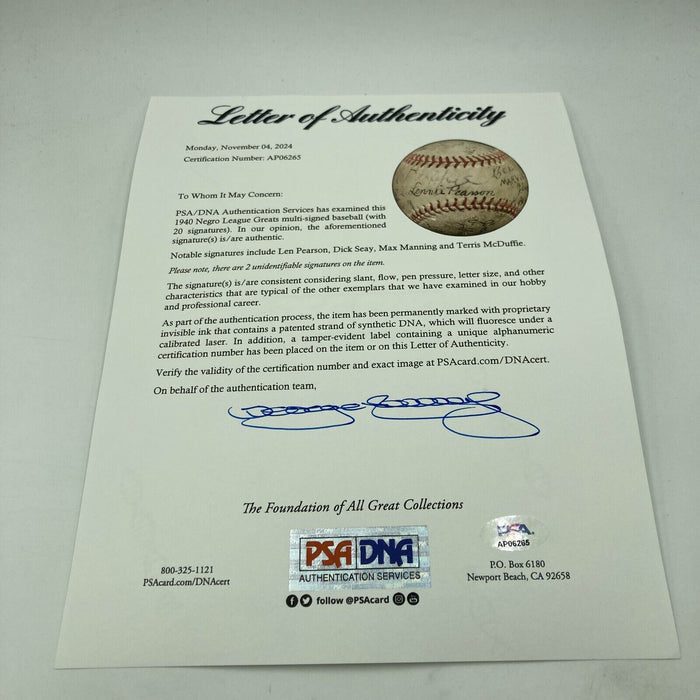 Letter of Authenticity
Monday, November 04, 2024
Certification Number: AP06265
Lennie Pearson
To Whom It May Concern:
PSA/DNA Authentication Services has examined this
1940 Negro League Greats multi-signed baseball (with
20 signatures). In our opinion, the aforementioned
signature(s) is/are authentic.
Notable signatures include Len Pearson, Dick Seay, Max Manning and Terris McDuffie.
Please note, there are 2 unidentifiable signatures on the item.
The signature(s) is/are consistent considering slant, flow, pen pressure, letter size, and other
characteristics that are typical of the other exemplars that we have examined in our hobby
and professional career.
As part of the authentication process, the item has been permanently marked with proprietary
invisible ink that contains a patented strand of synthetic DNA, which will fluoresce under a
calibrated laser. In addition, a tamper-evident label containing a unique alphanumeric
certification number has been placed on the item or on this Letter of Authenticity.
Verify the validity of the certification number and exact image at PSAcard.com/DNAcert.
On behalf of the authentication team,
The Foundation of All Great Collections
PSA DNA
AUTHENTICATION SERVICES
PSA
AP06265
800-325-1121
PSAcard.com/DNAcert
P.O. Box 6180
Newport Beach, CA 92658
follow @PSAcard